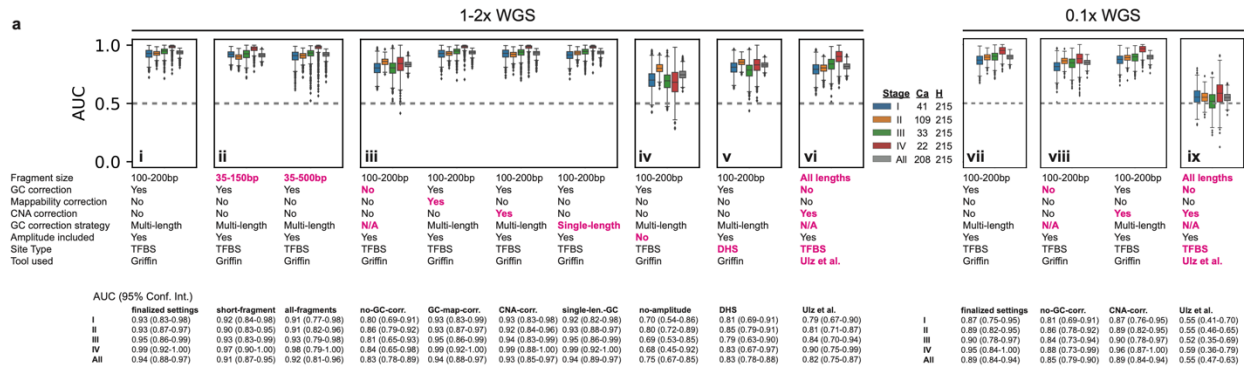 a
1-2x WGS
0.1x WGS
AUC
1.0
0.5
0.0
i
ii
iii
iv
v
vi
vii
viii
ix
Stage Ca H
I 41 215
II 109 215
III 33 215
IV 22 215
All 208 215
Fragment size 100-200bp 35-150bp 35-500bp 100-200bp 100-200bp 100-200bp 100-200bp 100-200bp 100-200bp All lengths 100-200bp 100-200bp 100-200bp All lengths
GC correction Yes Yes Yes No Yes Yes Yes Yes Yes No Yes No Yes No
Mappability correction No No No No Yes No No No No No No No No No
CNA correction No No No No No Yes No No No Yes No No Yes Yes
GC correction strategy Multi-length Multi-length Multi-length N/A Multi-length Multi-length Single-length Multi-length Multi-length N/A Multi-length N/A Multi-length N/A
Amplitude included Yes Yes Yes Yes Yes Yes Yes No Yes Yes Yes Yes Yes Yes
Site Type TFBS TFBS TFBS TFBS TFBS TFBS TFBS TFBS DHS TFBS TFBS TFBS TFBS TFBS
Tool used Griffin Griffin Griffin Griffin Griffin Griffin Griffin Griffin Griffin Ulz et al. Griffin Griffin Griffin Ulz et al.
AUC (95% Conf. Int.)
finalized settings short-fragment all-fragments no-GC-corr. GC-map-corr. CNA-corr. single-len.-GC no-amplitude DHS Ulz et al. finalized settings no-GC-corr. CNA-corr. Ulz et al.
I 0.93 (0.83-0.98) 0.92 (0.84-0.98) 0.91 (0.77-0.98) 0.80 (0.69-0.91) 0.93 (0.83-0.99) 0.93 (0.83-0.98) 0.92 (0.82-0.98) 0.70 (0.54-0.86) 0.81 (0.69-0.91) 0.79 (0.67-0.90) I 0.87 (0.75-0.95) 0.81 (0.69-0.91) 0.87 (0.76-0.95) 0.55 (0.41-0.70)
II 0.93 (0.87-0.97) 0.90 (0.83-0.95) 0.91 (0.82-0.96) 0.86 (0.79-0.92) 0.93 (0.87-0.97) 0.92 (0.84-0.96) 0.93 (0.88-0.97) 0.80 (0.72-0.89) 0.85 (0.79-0.91) 0.81 (0.71-0.87) II 0.89 (0.82-0.95) 0.86 (0.78-0.92) 0.89 (0.82-0.95) 0.55 (0.46-0.65)
III 0.95 (0.86-0.99) 0.93 (0.83-0.99) 0.93 (0.79-0.98) 0.81 (0.65-0.93) 0.95 (0.86-0.99) 0.94 (0.83-0.99) 0.95 (0.86-0.99) 0.69 (0.53-0.85) 0.79 (0.63-0.90) 0.84 (0.70-0.94) III 0.90 (0.78-0.97) 0.84 (0.73-0.94) 0.90 (0.78-0.97) 0.52 (0.35-0.69)
IV 0.99 (0.92-1.00) 0.97 (0.90-1.00) 0.98 (0.79-1.00) 0.84 (0.65-0.98) 0.99 (0.92-1.00) 0.99 (0.88-1.00) 0.99 (0.92-1.00) 0.68 (0.45-0.92) 0.83 (0.67-0.97) 0.90 (0.75-0.99) IV 0.95 (0.84-1.00) 0.88 (0.73-0.99) 0.96 (0.87-1.00) 0.59 (0.36-0.79)
All 0.94 (0.88-0.97) 0.91 (0.87-0.95) 0.92 (0.81-0.96) 0.83 (0.78-0.89) 0.94 (0.88-0.97) 0.93 (0.85-0.97) 0.94 (0.89-0.97) 0.75 (0.67-0.85) 0.83 (0.78-0.88) 0.82 (0.75-0.87) All 0.89 (0.84-0.94) 0.85 (0.79-0.90) 0.89 (0.84-0.94) 0.55 (0.47-0.63)